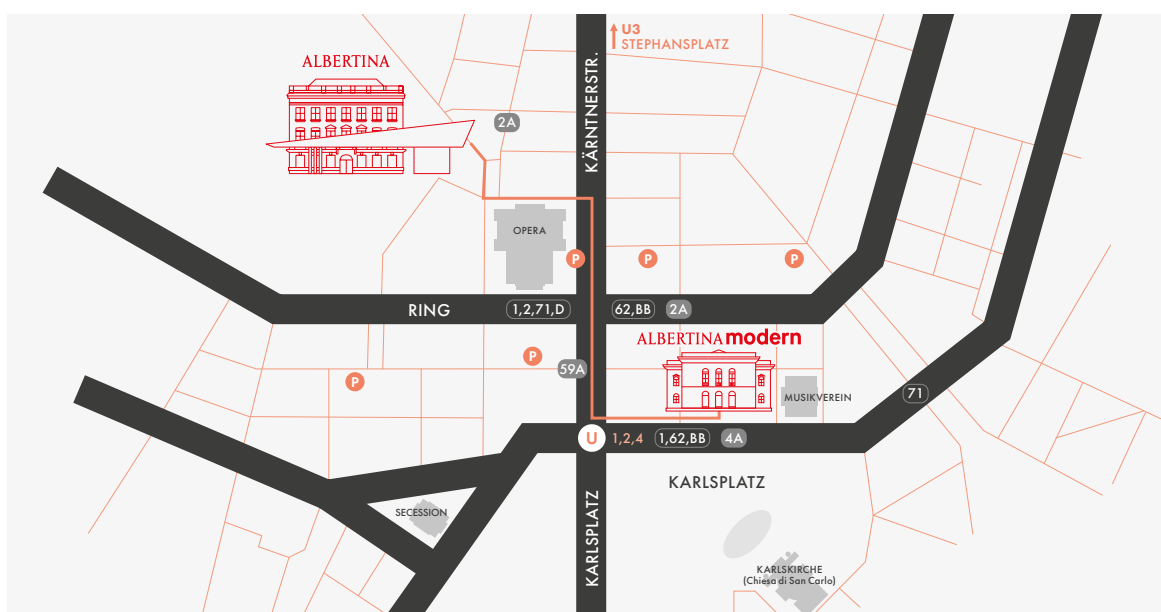 U3
STEPHANSPLATZ
ALBERTINA
KÄRNTNERSTR.
2A
OPERA
P
P
P
RING
1,2,71,D
62,BB
2A
ALBERTINA modern
P
59A
P
MUSIKVEREIN
71
U
1,2,4
1,62,BB
4A
KARLSPLATZ
KARLSPLATZ
SECESSION
KARLSKIRCHE
(Chiesa di San Carlo)